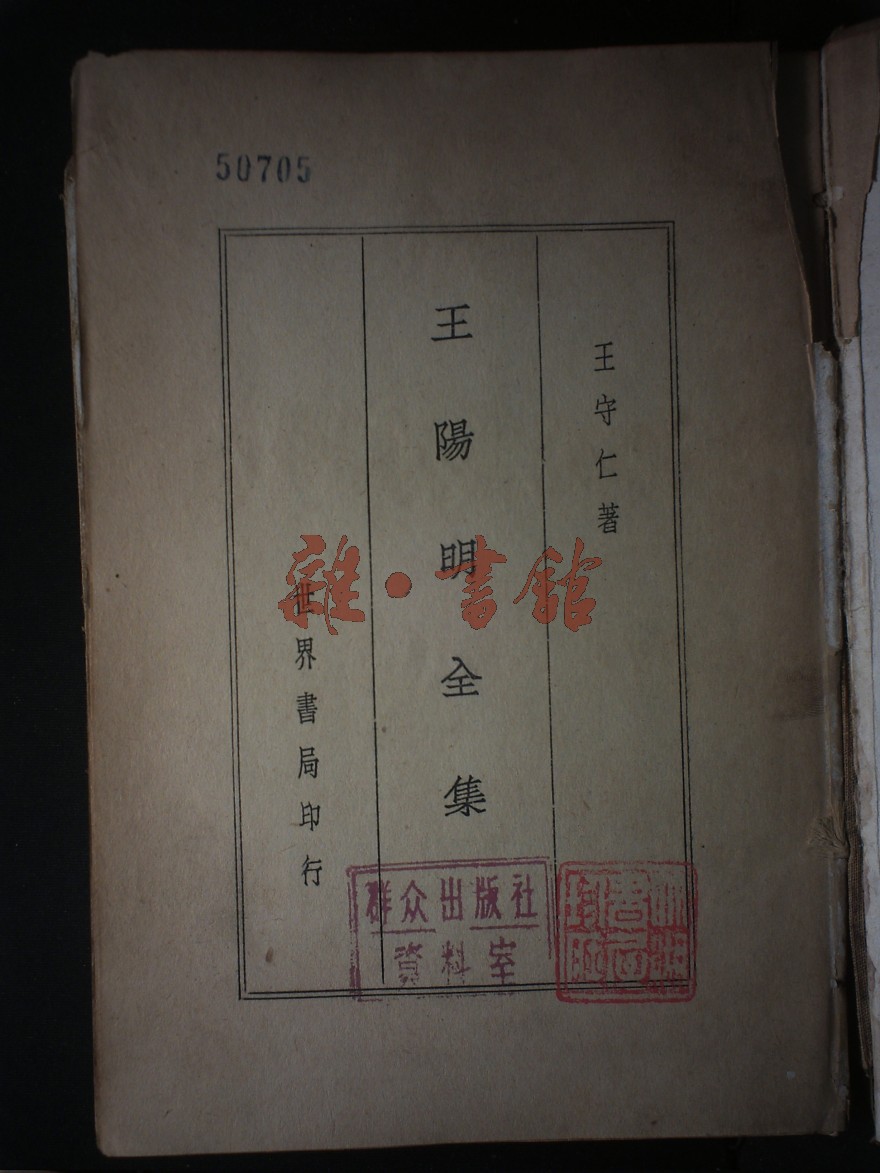 50705
王守仁著
王陽明全集
世界書局印行
雜·書館
群众出版社
資料室